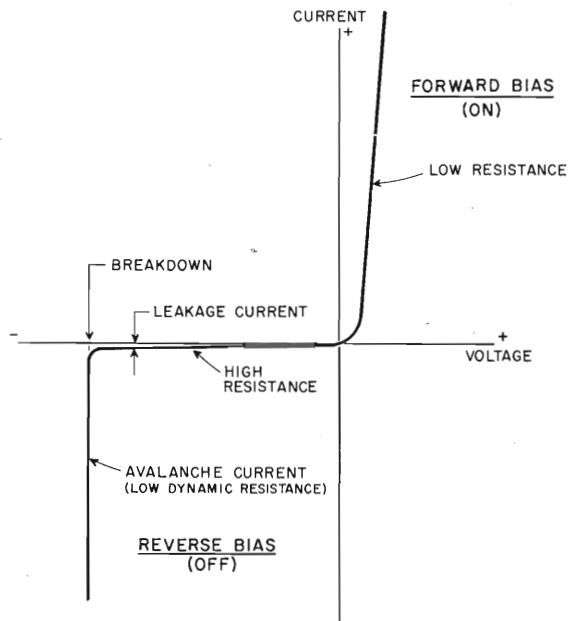 CURRENT
+
FORWARD BIAS
(ON)
LOW RESISTANCE
BREAKDOWN
LEAKAGE CURRENT
-
+
VOLTAGE
HIGH
RESISTANCE
AVALANCHE CURRENT
(LOW DYNAMIC RESISTANCE)
REVERSE BIAS
(OFF)